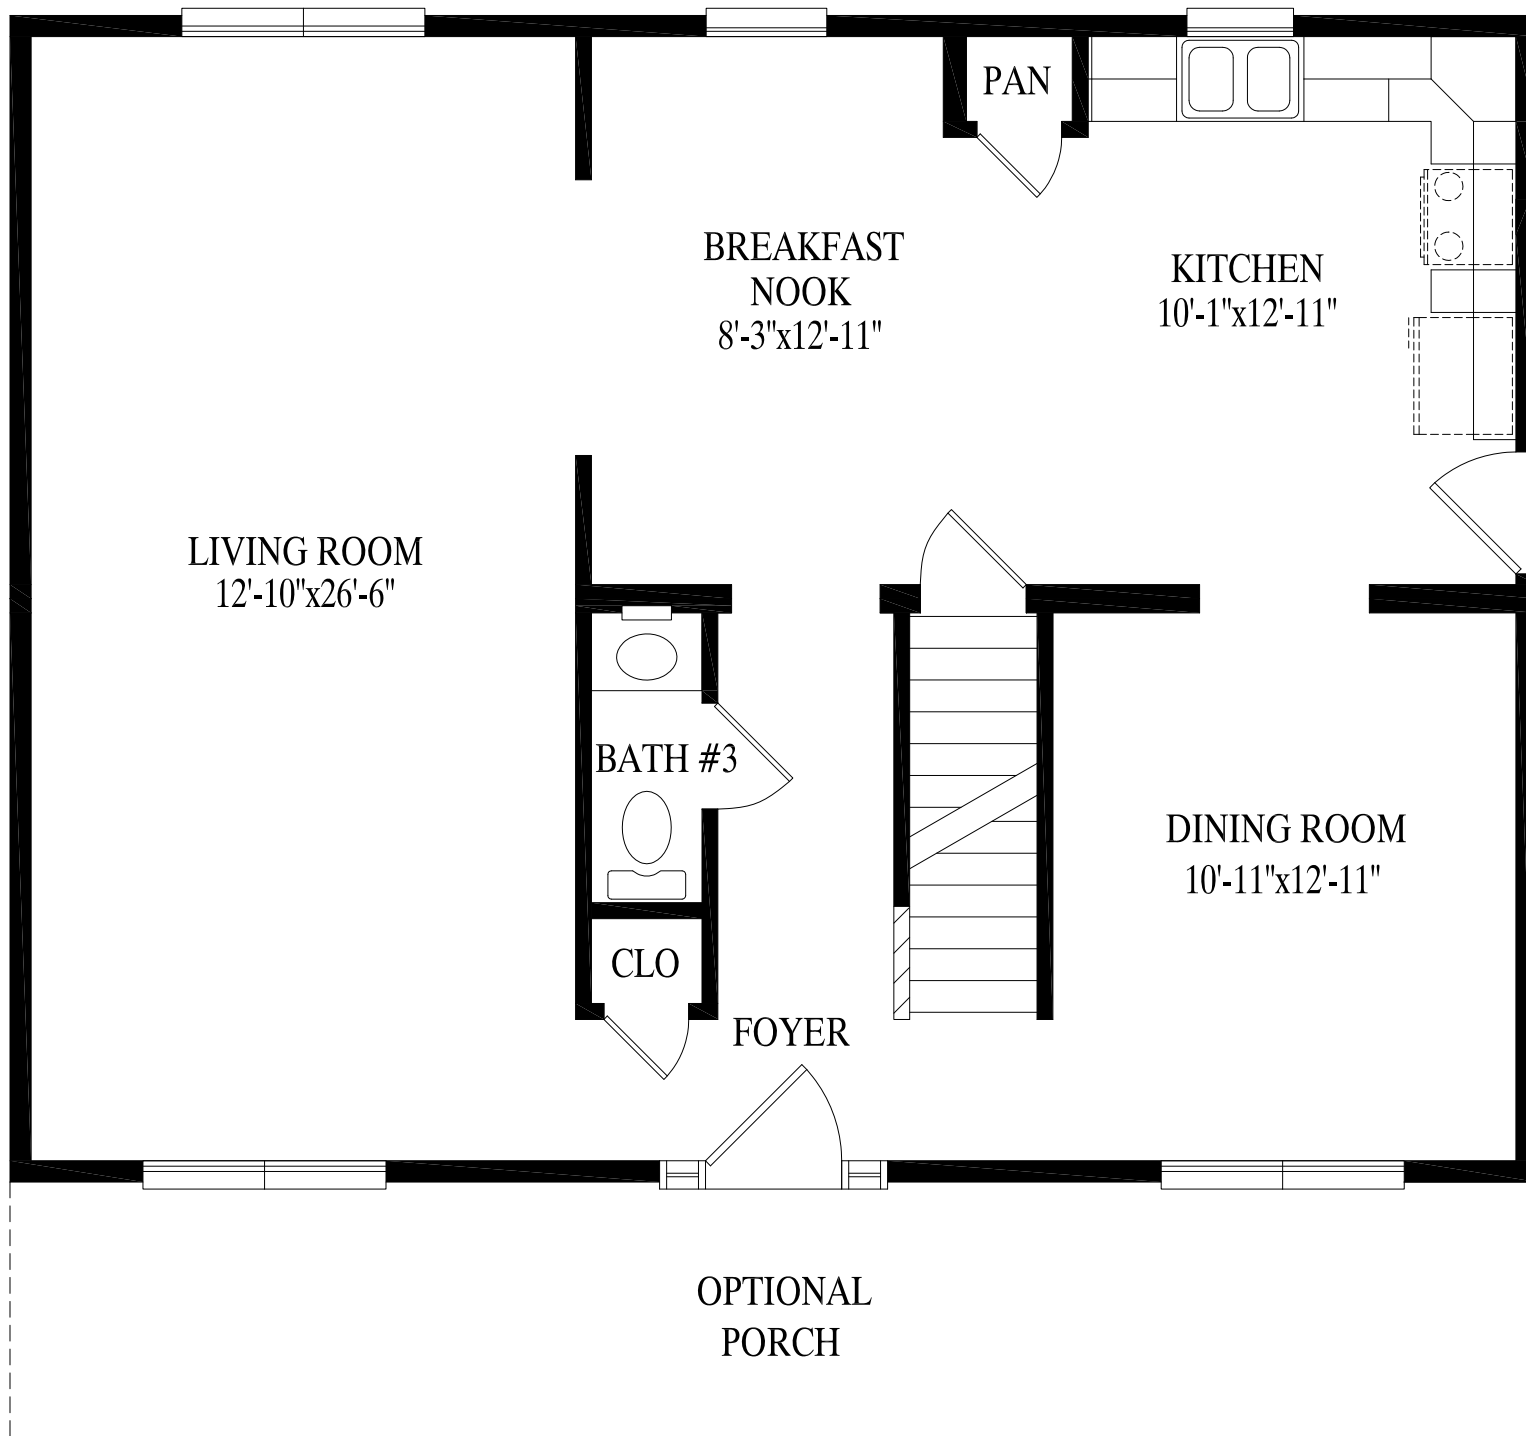 PAN
BREAKFAST
NOOK
8'-3"x12'-11"
KITCHEN
10'-1"x12'-11"
LIVING ROOM
12'-10"x26'-6"
BATH #3
DINING ROOM
10'-11"x12'-11"
CLO
FOYER
OPTIONAL
PORCH